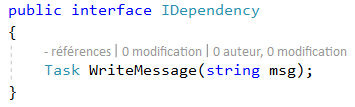 public interface IDependency
{
- références | 0 modification | 0 auteur, 0 modification
Task WriteMessage(string msg);
}